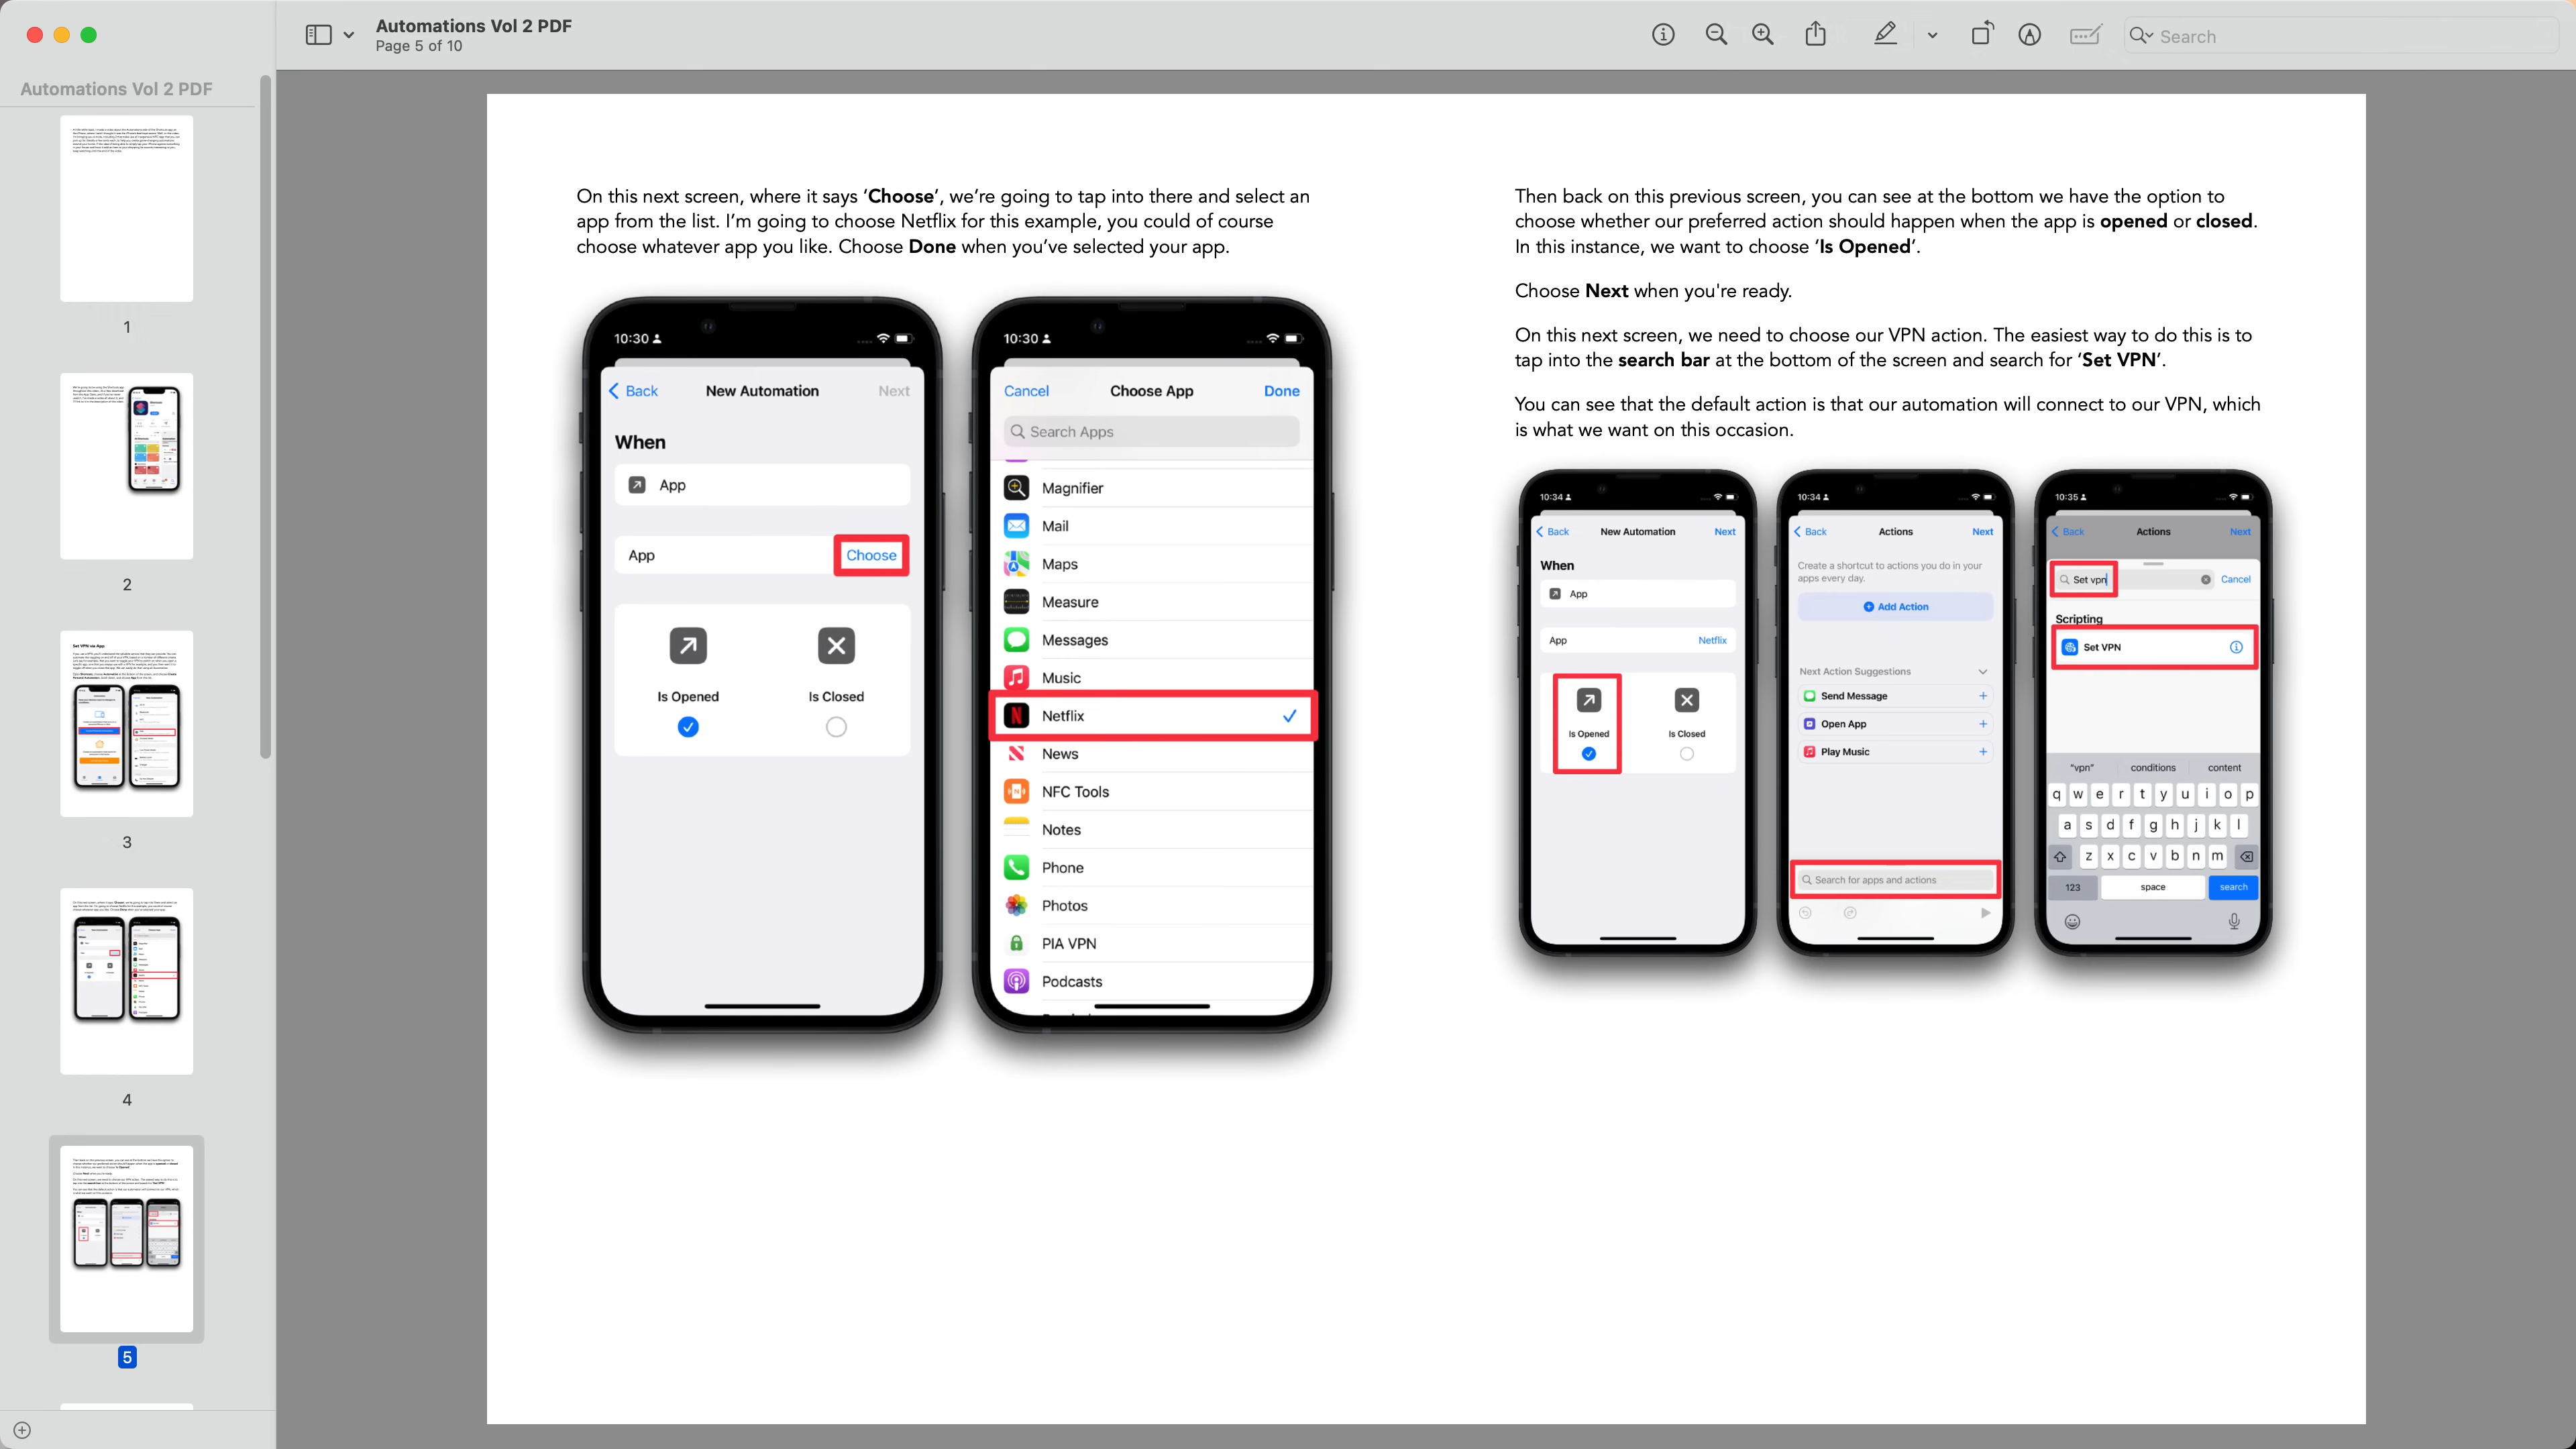 Automations Vol 2 PDF
Page 5 of 10
Search
Automations Vol 2 PDF
1
2
Set VPN via App
3
4
5
On this next screen, where it says ‘Choose’, we’re going to tap into there and select an
app from the list. I’m going to choose Netflix for this example, you could of course
choose whatever app you like. Choose Done when you’ve selected your app.
10:30
Back
New Automation
Next
When
App
App
Choose
Is Opened
Is Closed
10:30
Cancel
Choose App
Done
Search Apps
Magnifier
Mail
Maps
Measure
Messages
Music
Netflix
News
NFC Tools
Notes
Phone
Photos
PIA VPN
Podcasts
Then back on this previous screen, you can see at the bottom we have the option to
choose whether our preferred action should happen when the app is opened or closed.
In this instance, we want to choose ‘Is Opened’.
Choose Next when you're ready.
On this next screen, we need to choose our VPN action. The easiest way to do this is to
tap into the search bar at the bottom of the screen and search for ‘Set VPN’.
You can see that the default action is that our automation will connect to our VPN, which
is what we want on this occasion.
10:34
Back
New Automation
Next
When
App
App
Netflix
Is Opened
Is Closed
10:34
Back
Actions
Next
Create a shortcut to actions you do in your
apps every day.
Add Action
Next Action Suggestions
Send Message
Open App
Play Music
Search for apps and actions
10:35
Back
Actions
Next
Set vpn
Cancel
Scripting
Set VPN
"vpn"
conditions
content
q w e r t y u i o p
a s d f g h j k l
z x c v b n m
123
space
search